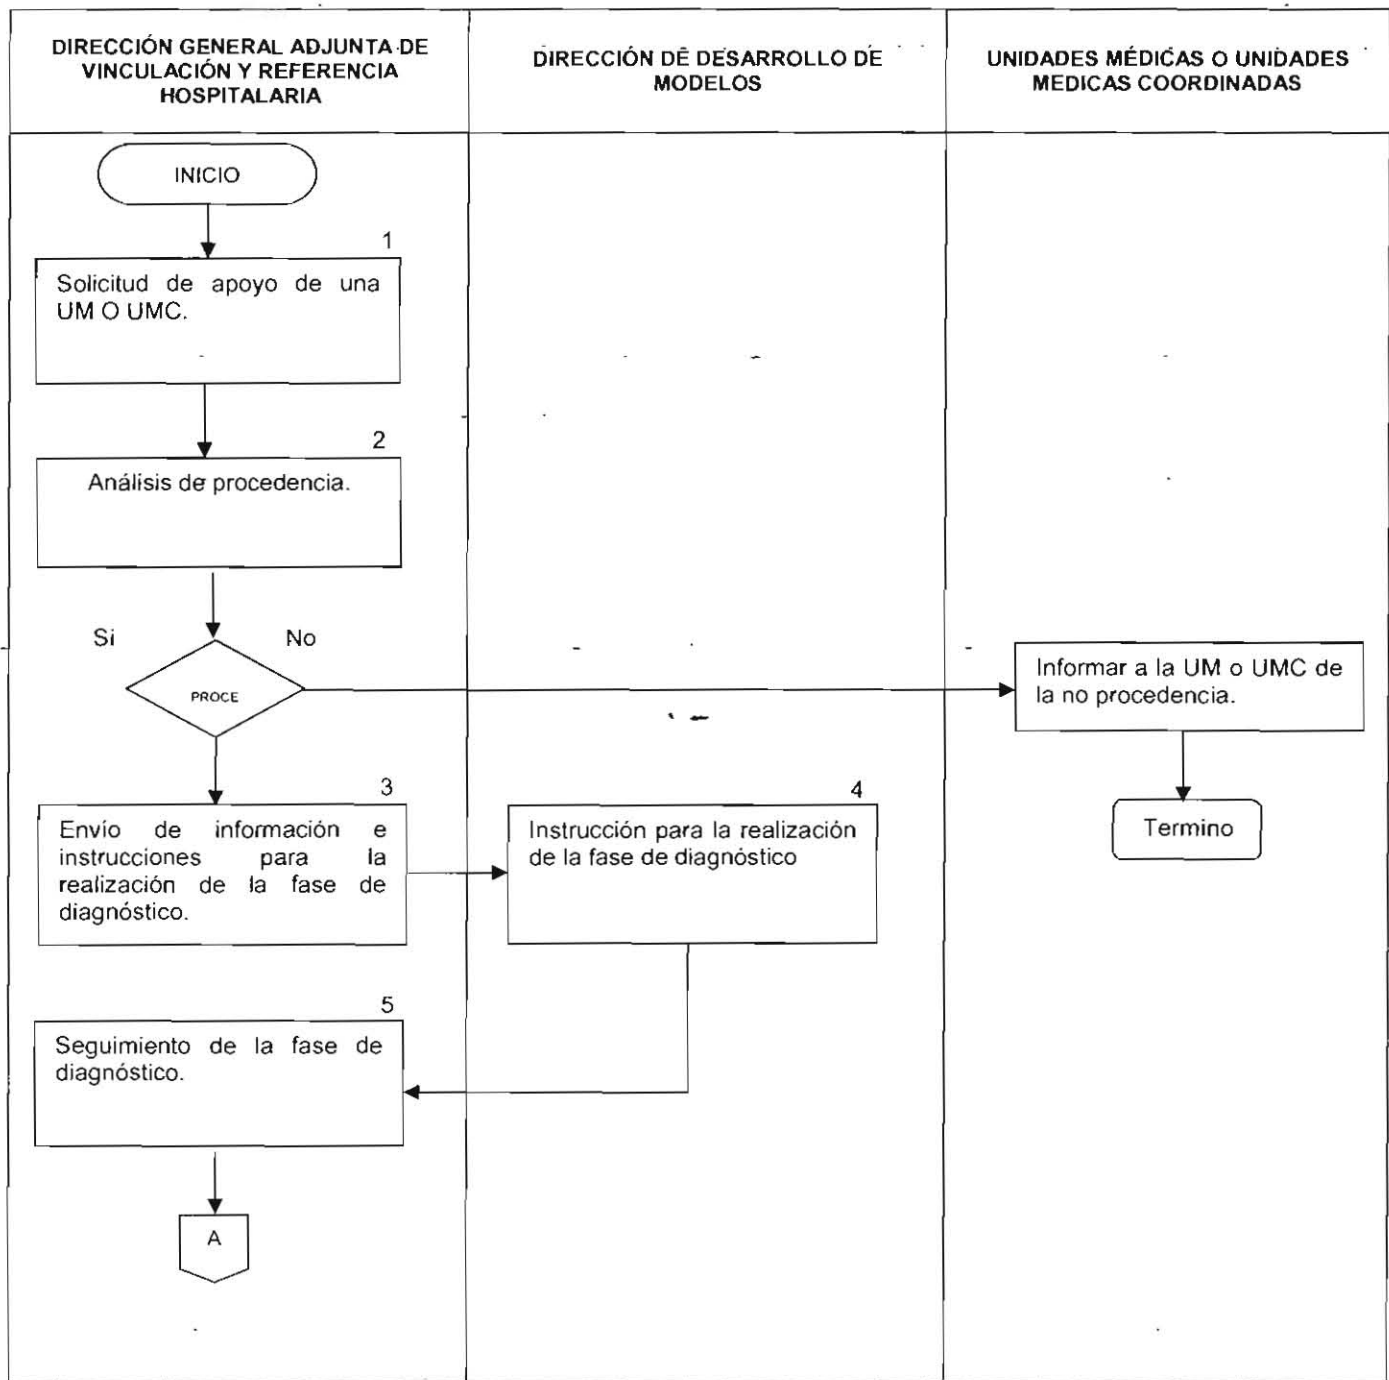 DIRECCIÓN GENERAL ADJUNTA DE
VINCULACIÓN Y REFERENCIA
HOSPITALARIA
DIRECCIÓN DE DESARROLLO DE
MODELOS
UNIDADES MÉDICAS O UNIDADES
MEDICAS COORDINADAS
INICIO
1
Solicitud de apoyo de una
UM O UMC.
2
Análisis de procedencia.
Si
No
PROCE
Informar a la UM o UMC de
la no procedencia.
Termino
3
Envío de información e
instrucciones para la
realización de la fase de
diagnóstico.
4
Instrucción para la realización
de la fase de diagnóstico
5
Seguimiento de la fase de
diagnóstico.
A